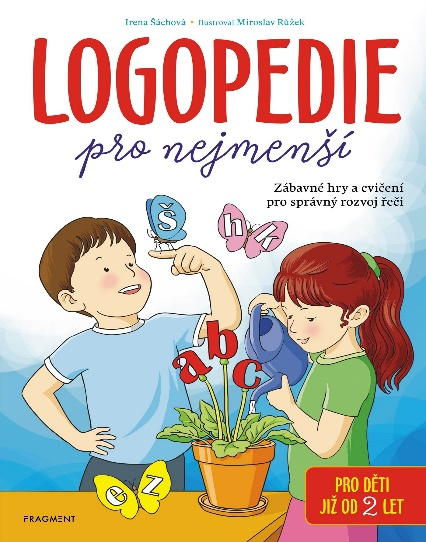 Irena Šáchová • Ilustroval Miroslav Růžek
LOGOPEDIE
pro nejmenší
Zábavné hry a cvičení
pro správný rozvoj řeči
Š
h k
a b c
e z
PRO DĚTI
JIŽ OD 2 LET
FRAGMENT